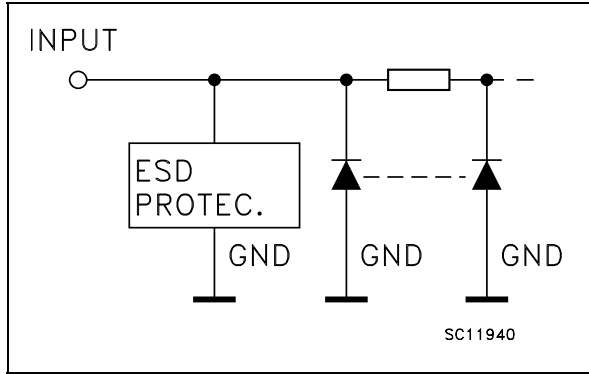 INPUT
ESD
PROTEC.
GND
GND
GND
SC11940